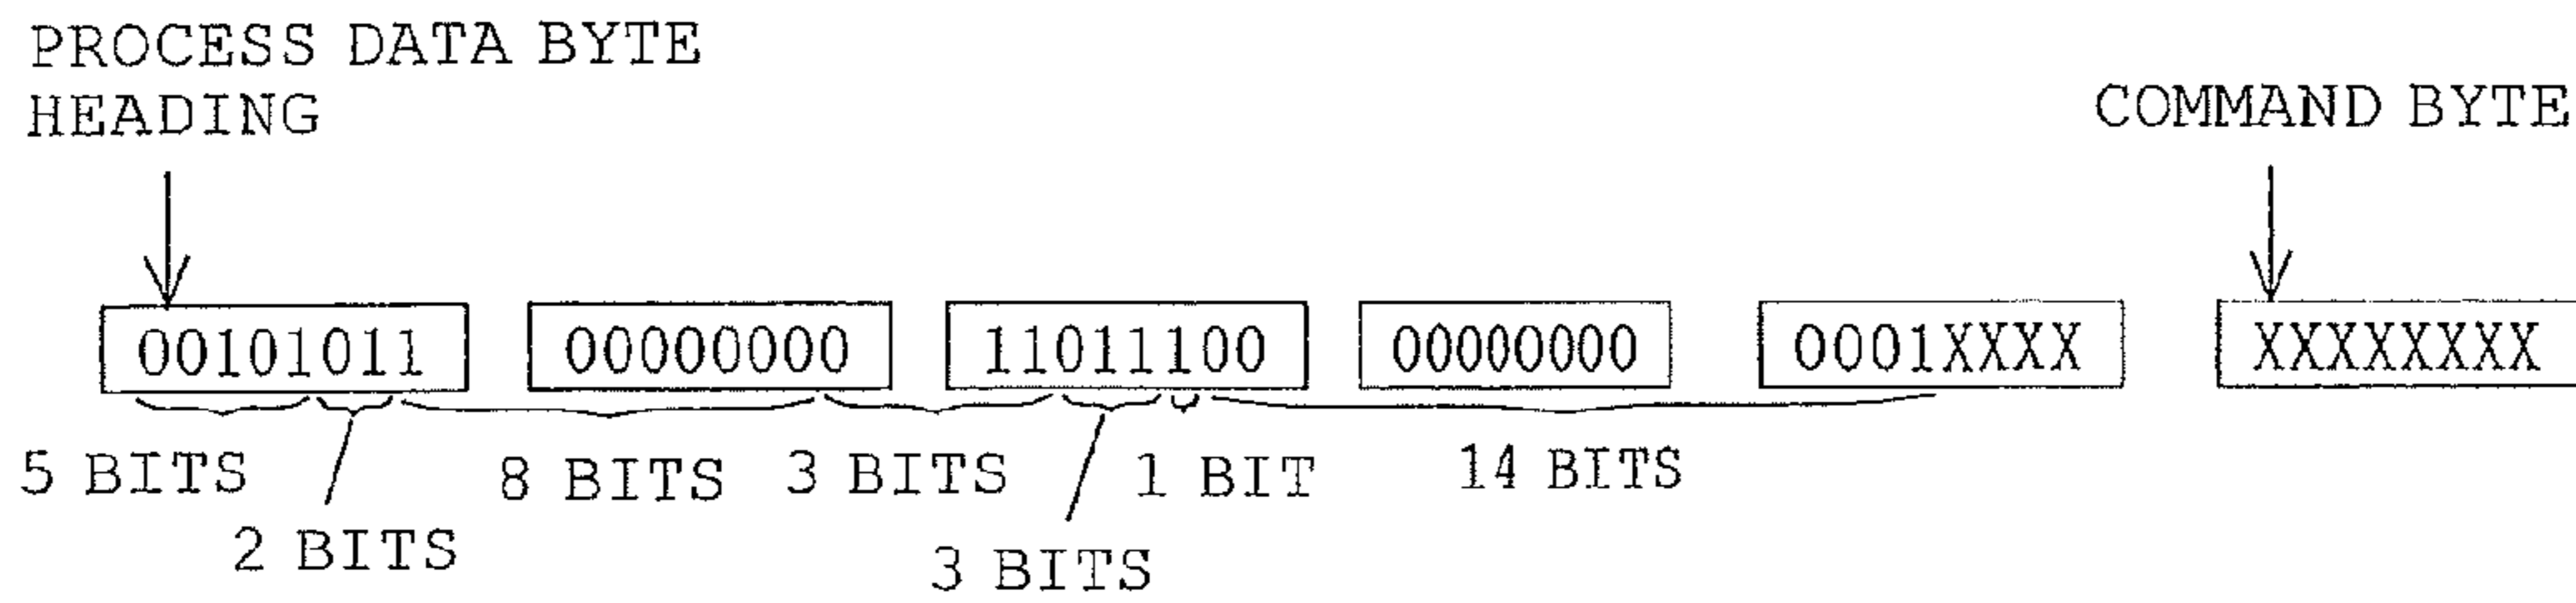 PROCESS DATA BYTE
HEADING
COMMAND BYTE
00101011 00000000 11011100 00000000 0001XXXX XXXXXXXX
5 BITS 8 BITS 3 BITS 1 BIT 14 BITS
2 BITS 3 BITS